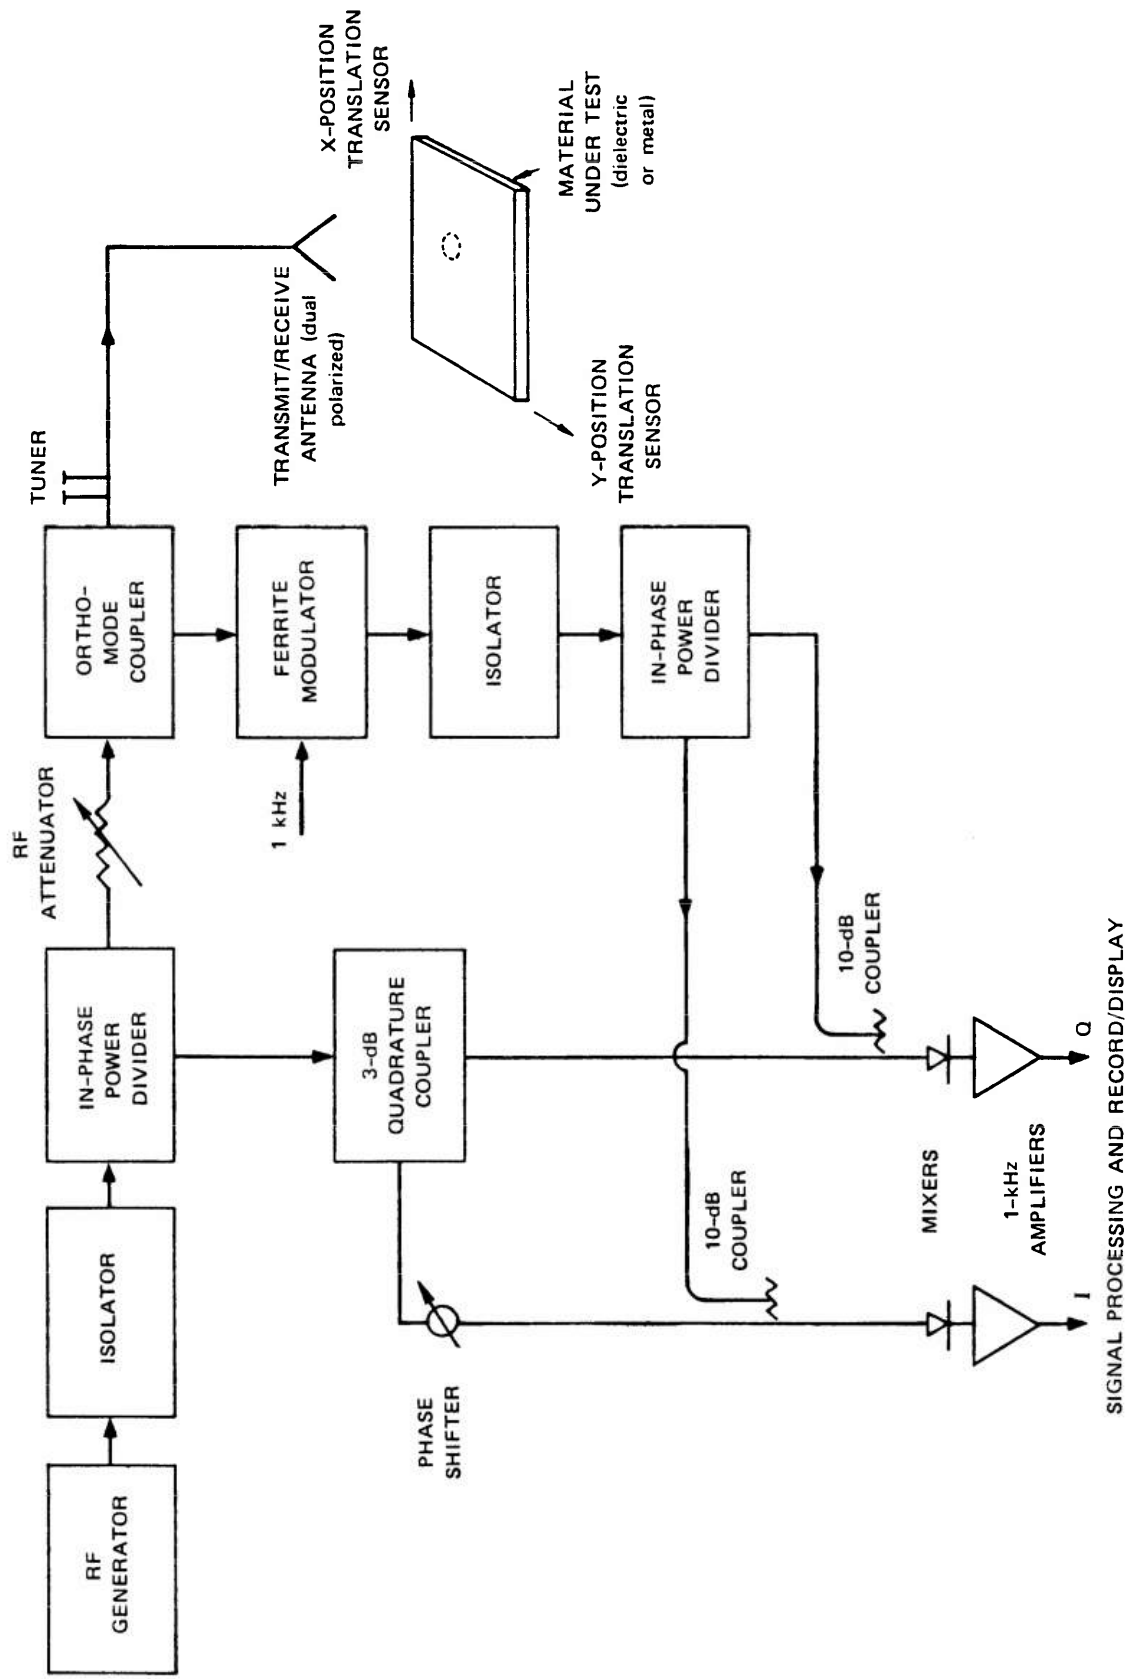 RF
GENERATOR
ISOLATOR
IN-PHASE
POWER
DIVIDER
RF
ATTENUATOR
ORTHO-
MODE
COUPLER
TUNER
TRANSMIT/RECEIVE
ANTENNA (dual
polarized)
X-POSITION
TRANSLATION
SENSOR
MATERIAL
UNDER TEST
(dielectric
or metal)
Y-POSITION
TRANSLATION
SENSOR
1 kHz
FERRITE
MODULATOR
ISOLATOR
IN-PHASE
POWER
DIVIDER
3-dB
QUADRATURE
COUPLER
PHASE
SHIFTER
10-dB
COUPLER
10-dB
COUPLER
MIXERS
1-kHz
AMPLIFIERS
I
Q
SIGNAL PROCESSING AND RECORD/DISPLAY